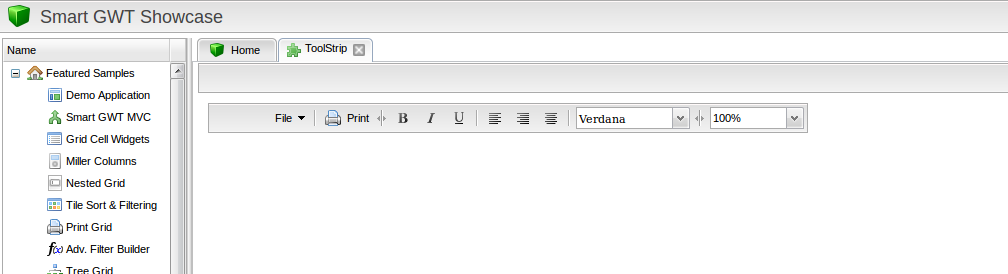 Smart GWT Showcase
Name
Home
ToolStrip
Featured Samples
Demo Application
Smart GWT MVC
Grid Cell Widgets
Miller Columns
Nested Grid
Tile Sort & Filtering
Print Grid
f(x) Adv. Filter Builder
Tree Grid
File Print B I U Verdana 100%